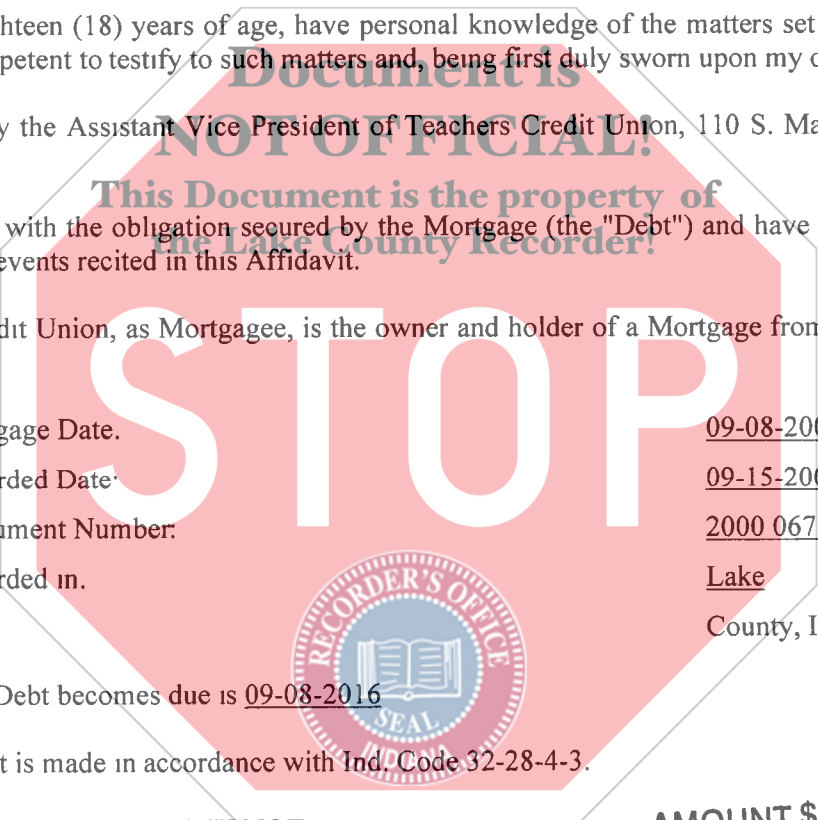 hteen (18) years of age, have personal knowledge of the matters set
petent to testify to such matters and, being first duly sworn upon my
Document is
y the Assistant Vice President of Teachers Credit Union, 110 S. Ma
NOT OFFICIAL!
This Document is the property of
with the obligation secured by the Mortgage (the "Debt") and have
the Lake County Recorder!
events recited in this Affidavit.
dit Union, as Mortgagee, is the owner and holder of a Mortgage from
STOP
gage Date. 09-08-200
rded Date· 09-15-200
ument Number: 2000 067
rded in. Lake
County, I
RECORDER'S OFFICE
Debt becomes due is 09-08-2016
SEAL
INDIANA
t is made in accordance with Ind. Code 32-28-4-3.
AMOUNT $